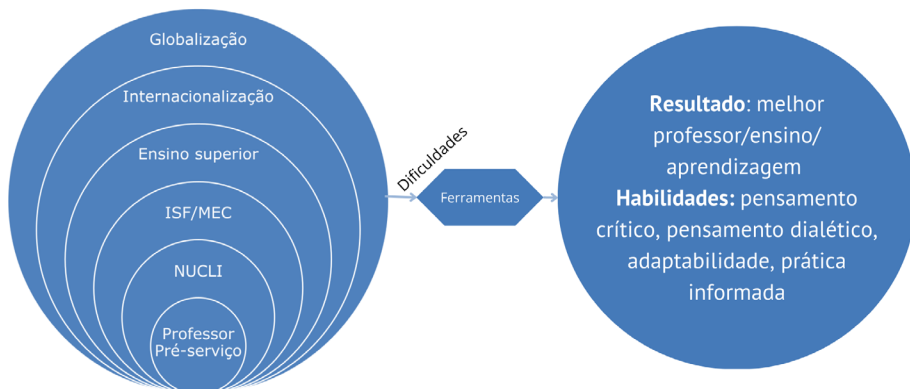 Globalização
Internacionalização
Ensino superior
ISF/MEC
NUCLI
Professor
Pré-serviço
Dificuldades
Ferramentas
Resultado: melhor
professor/ensino/
aprendizagem
Habilidades: pensamento
crítico, pensamento dialético,
adaptabilidade, prática
informada